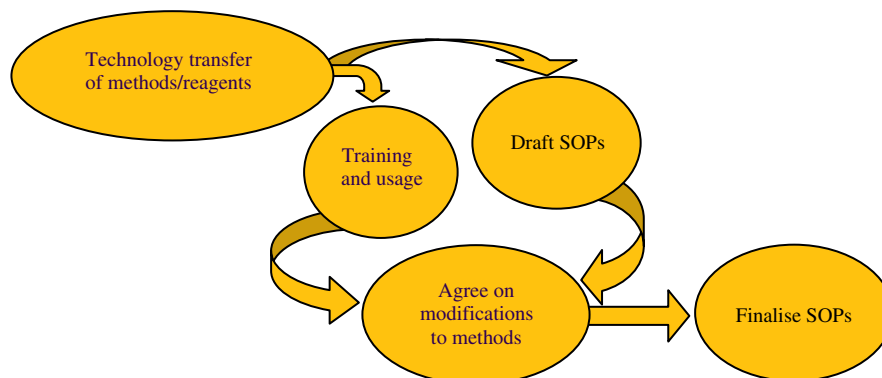 Technology transfer
of methods/reagents
Training
and usage
Draft SOPs
Agree on
modifications
to methods
Finalise SOPs